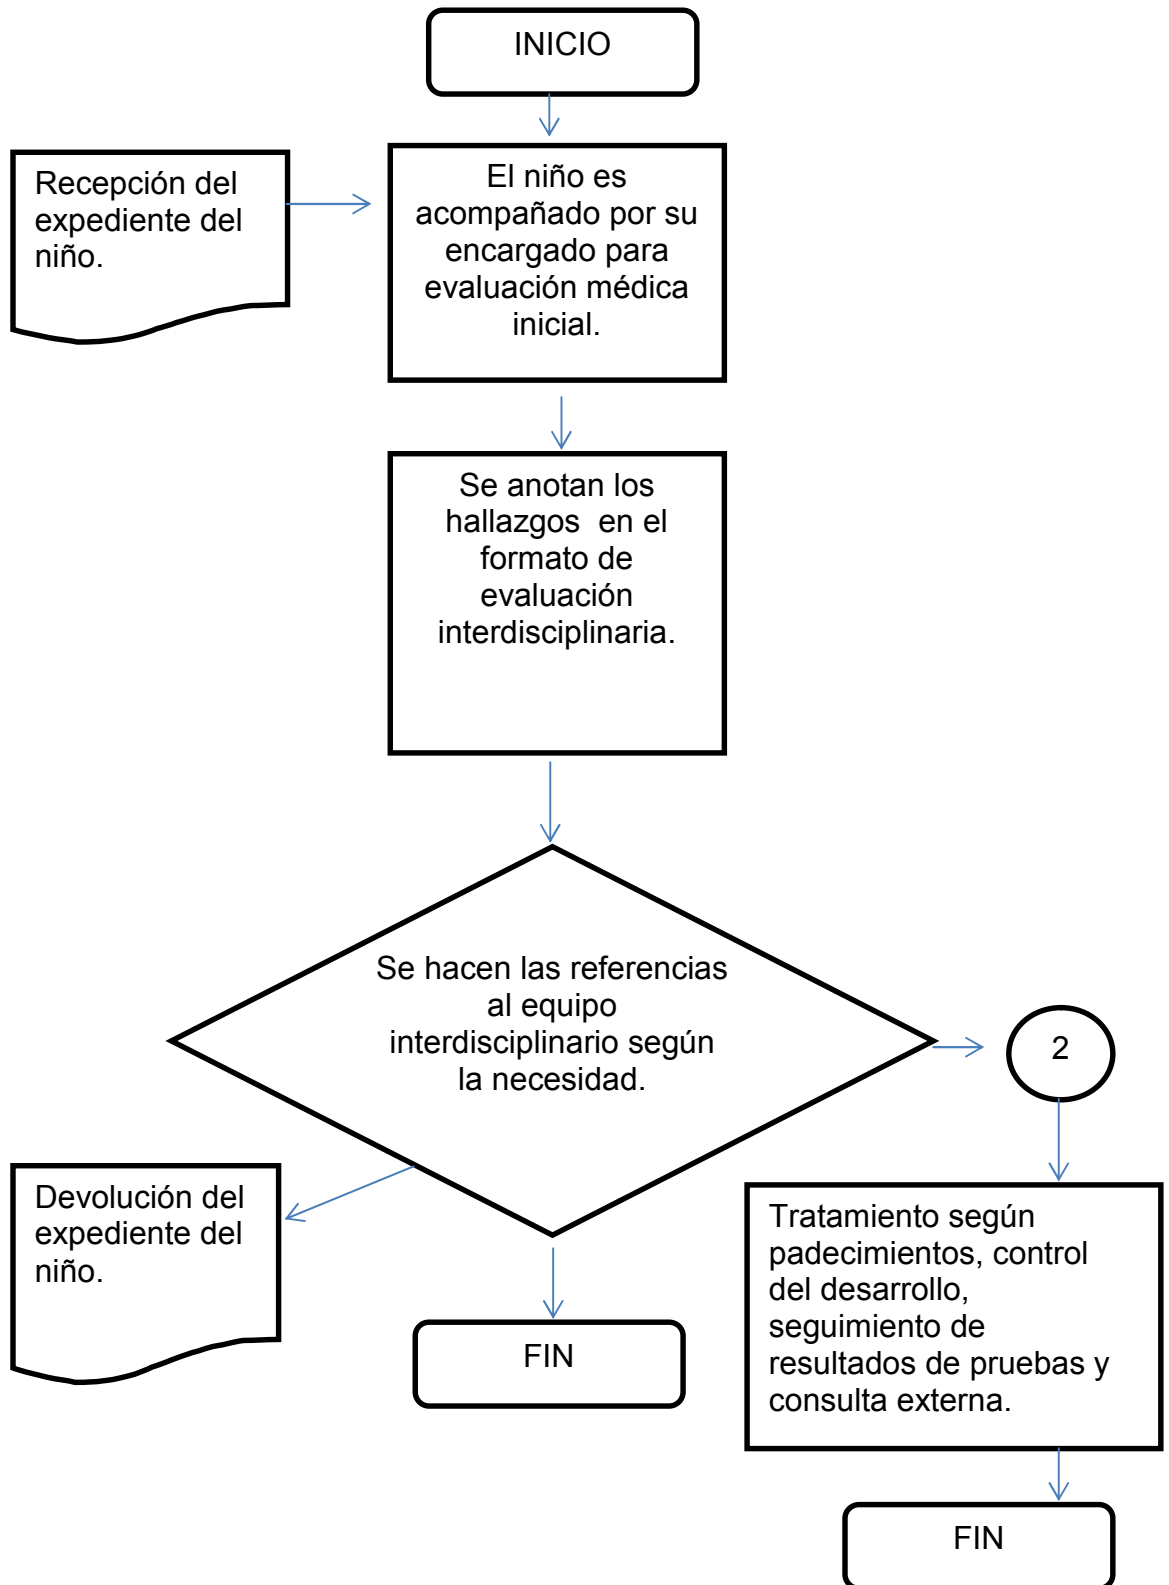 INICIO
Recepción del
expediente del
niño.
El niño es
acompañado por su
encargado para
evaluación médica
inicial.
Se anotan los
hallazgos  en el
formato de
evaluación
interdisciplinaria.
Se hacen las referencias
al equipo
interdisciplinario según
la necesidad.
2
Devolución del
expediente del
niño.
FIN
Tratamiento según
padecimientos, control
del desarrollo,
seguimiento de
resultados de pruebas y
consulta externa.
FIN